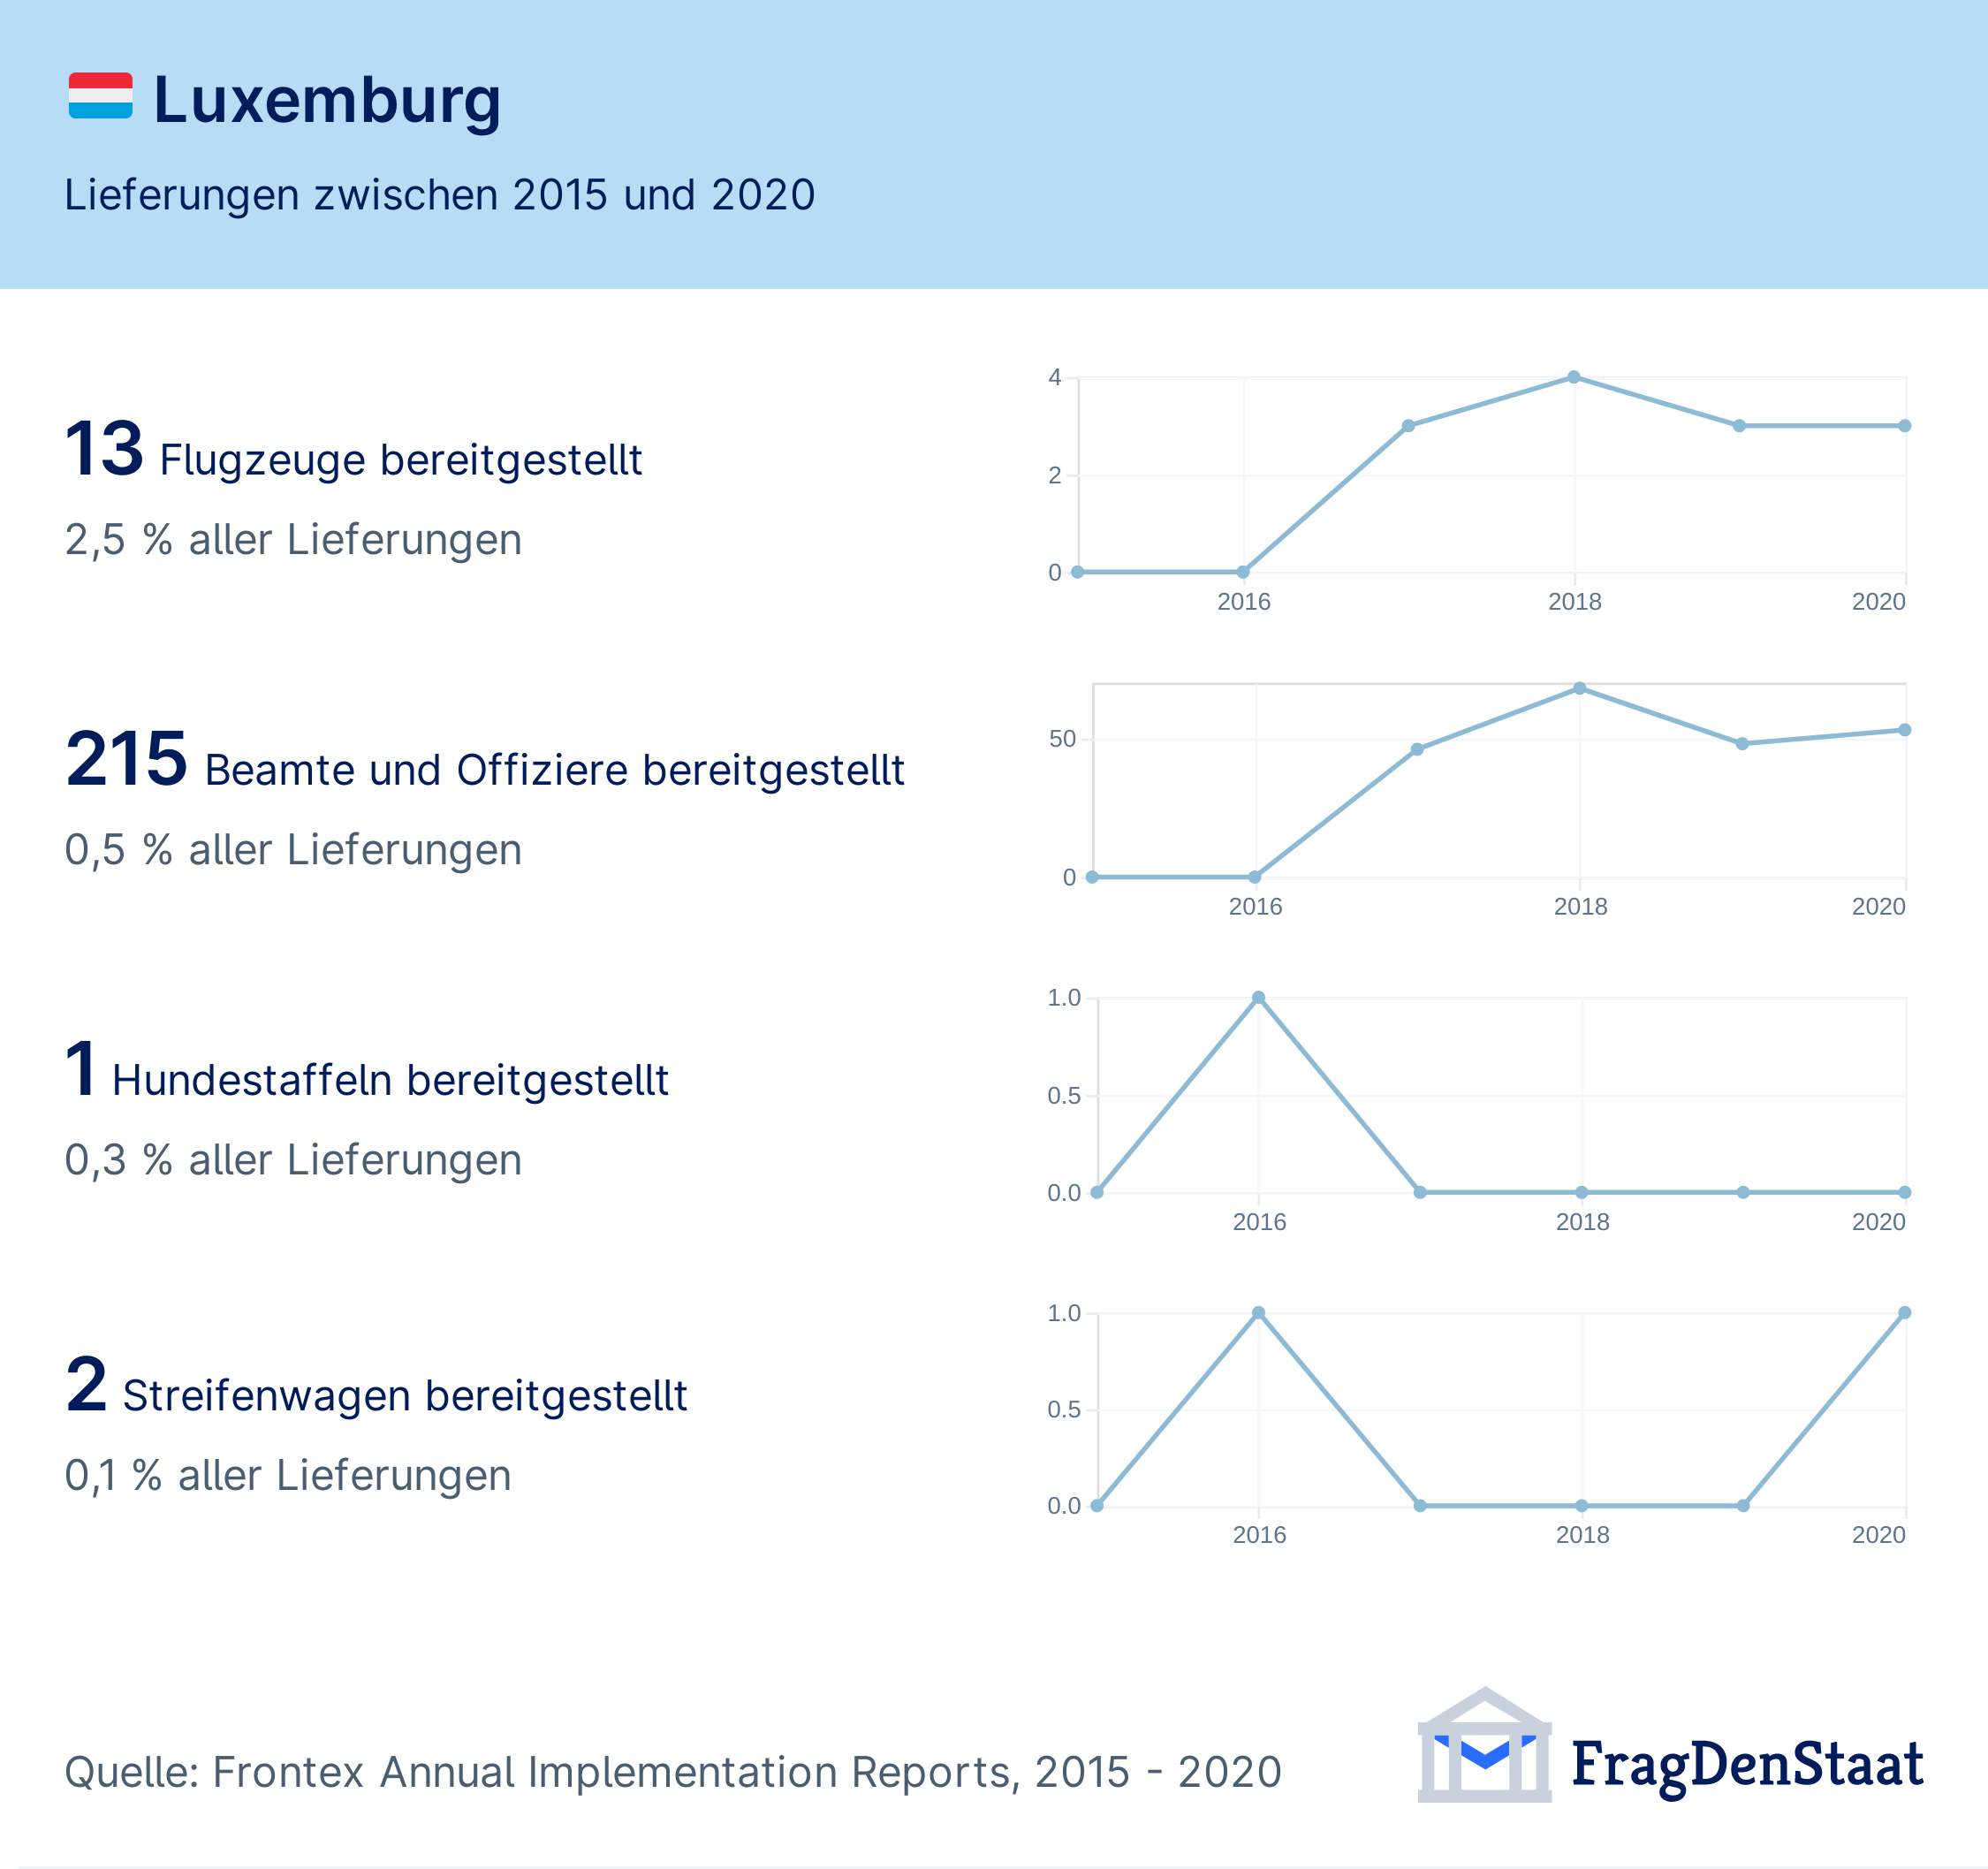 Luxemburg
Lieferungen zwischen 2015 und 2020
13 Flugzeuge bereitgestellt
2,5 % aller Lieferungen
4
2
0
2016 2018 2020
215 Beamte und Offiziere bereitgestellt
0,5 % aller Lieferungen
50
0
2016 2018 2020
1 Hundestaffeln bereitgestellt
0,3 % aller Lieferungen
1.0
0.5
0.0
2016 2018 2020
2 Streifenwagen bereitgestellt
0,1 % aller Lieferungen
1.0
0.5
0.0
2016 2018 2020
Quelle: Frontex Annual Implementation Reports, 2015 - 2020
FragDenStaat